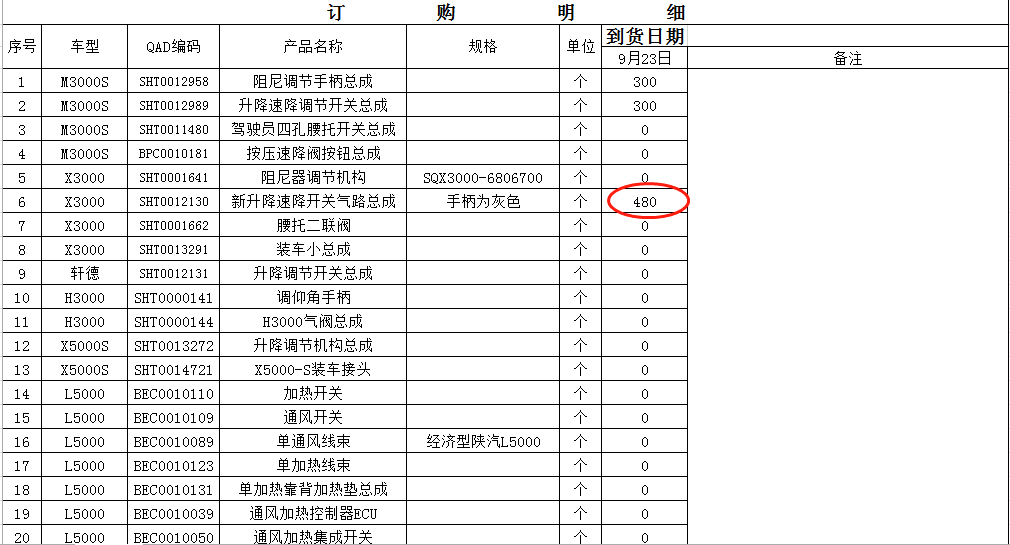 订 购 明 细
序号 车型 QAD编码 产品名称 规格 单位 到货日期 备注
9月23日
1 M3000S SHT0012958 阻尼调节手柄总成 个 300
2 M3000S SHT0012989 升降速降调节开关总成 个 300
3 M3000S SHT0011480 驾驶员四孔腰托开关总成 个 0
4 M3000S BPC0010181 按压速降阀按钮总成 个 0
5 X3000 SHT0001641 阻尼器调节机构 SQX3000-6806700 个 0
6 X3000 SHT0012130 新升降速降开关气路总成 手柄为灰色 个 480
7 X3000 SHT0001662 腰托二联阀 个 0
8 X3000 SHT0013291 装车小总成 个 0
9 轩德 SHT0012131 升降调节开关总成 个 0
10 H3000 SHT0000141 调仰角手柄 个 0
11 H3000 SHT0000144 H3000气阀总成 个 0
12 X5000S SHT0013272 升降调节机构总成 个 0
13 X5000S SHT0014721 X5000-S装车接头 个 0
14 L5000 BEC0010110 加热开关 个 0
15 L5000 BEC0010109 通风开关 个 0
16 L5000 BEC0010089 单通风线束 经济型陕汽L5000 个 0
17 L5000 BEC0010123 单加热线束 个 0
18 L5000 BEC0010131 单加热靠背加热垫总成 个 0
19 L5000 BEC0010039 通风加热控制器ECU 个 0
20 L5000 BEC0010050 通风加热集成开关 个 0